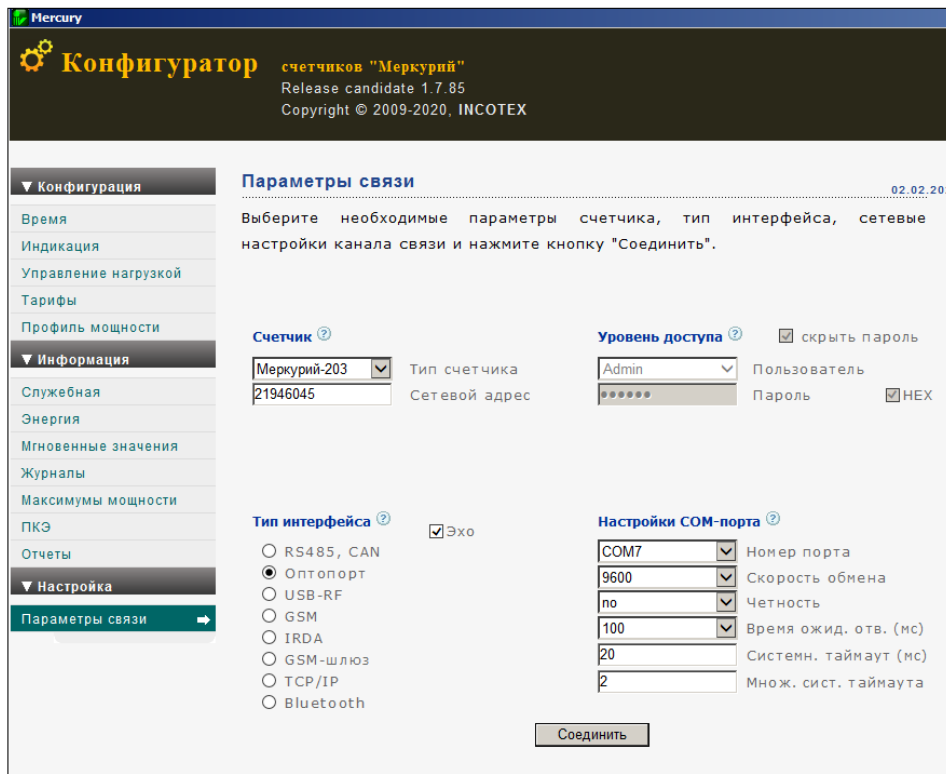 Mercury
Конфигуратор счетчиков "Меркурий"
Release candidate 1.7.85
Copyright © 2009-2020, INCOTEX
▼ Конфигурация
Время
Индикация
Управление нагрузкой
Тарифы
Профиль мощности
▼ Информация
Служебная
Энергия
Мгновенные значения
Журналы
Максимумы мощности
ПКЭ
Отчеты
▼ Настройка
Параметры связи
Параметры связи
02.02.20
Выберите необходимые параметры счетчика, тип интерфейса, сетевые
настройки канала связи и нажмите кнопку "Соединить".
Счетчик ?
Меркурий-203 Тип счетчика
21946045 Сетевой адрес
Уровень доступа ? скрыть пароль
Admin Пользователь
•••••• Пароль HEX
Тип интерфейса ? Эхо
RS485, CAN
Оптопорт
USB-RF
GSM
IRDA
GSM-шлюз
TCP/IP
Bluetooth
Настройки COM-порта ?
COM7 Номер порта
9600 Скорость обмена
no Четность
100 Время ожид. отв. (мс)
20 Системн. таймаут (мс)
2 Множ. сист. таймаута
Соединить